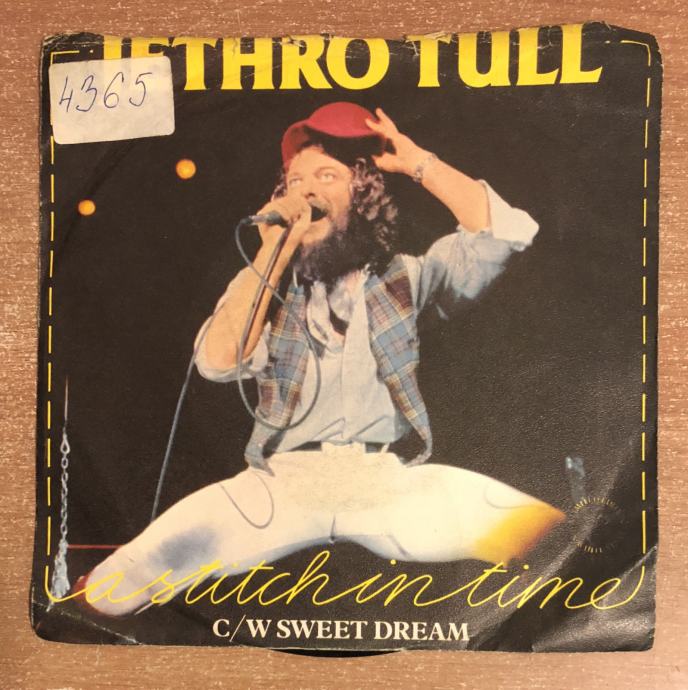 JETHRO TULL
4365
a stitch in time
C/W SWEET DREAM